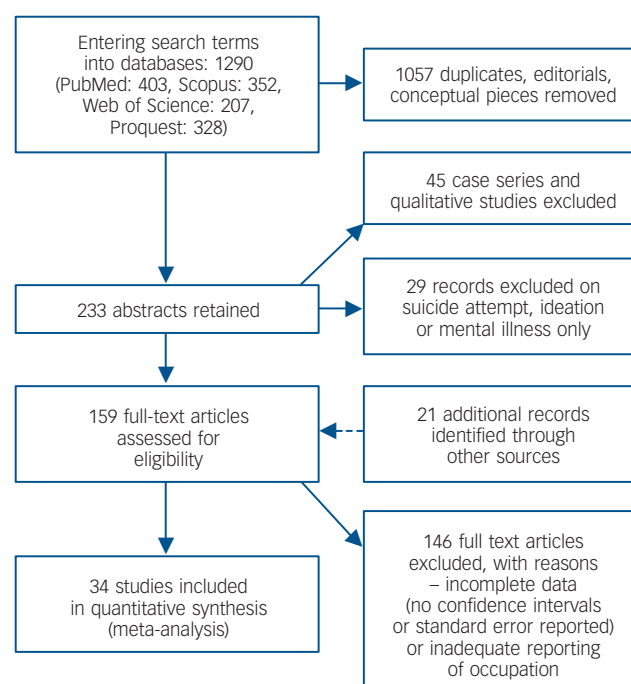 Entering search terms
into databases: 1290
(PubMed: 403, Scopus: 352,
Web of Science: 207,
Proquest: 328)
1057 duplicates, editorials,
conceptual pieces removed
45 case series and
qualitative studies excluded
233 abstracts retained
29 records excluded on
suicide attempt, ideation
or mental illness only
159 full-text articles
assessed for
eligibility
21 additional records
identified through
other sources
34 studies included
in quantitative synthesis
(meta-analysis)
146 full text articles
excluded, with reasons
– incomplete data
(no confidence intervals
or standard error reported)
or inadequate reporting
of occupation